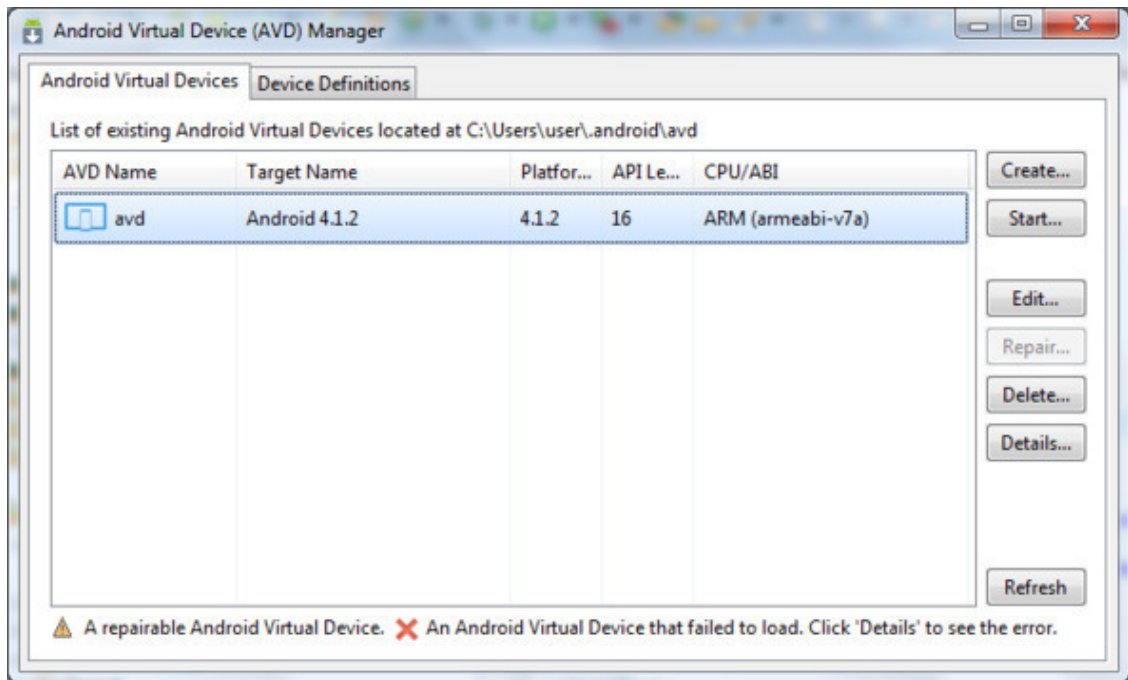 Android Virtual Device (AVD) Manager
Android Virtual Devices Device Definitions
List of existing Android Virtual Devices located at C:\Users\user\.android\avd
AVD Name Target Name Platfor... API Le... CPU/ABI
avd Android 4.1.2 4.1.2 16 ARM (armeabi-v7a)
Create...
Start...
Edit...
Repair...
Delete...
Details...
Refresh
A repairable Android Virtual Device. An Android Virtual Device that failed to load. Click 'Details' to see the error.